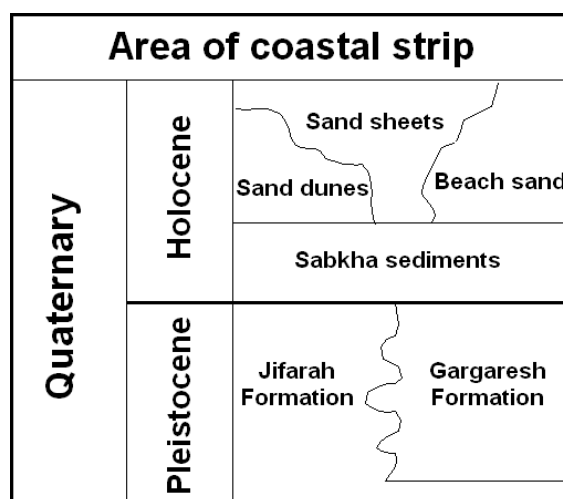 Area of coastal strip
Quaternary
Holocene
Sand sheets
Sand dunes
Beach sand
Sabkha sediments
Pleistocene
Jifarah
Formation
Gargaresh
Formation